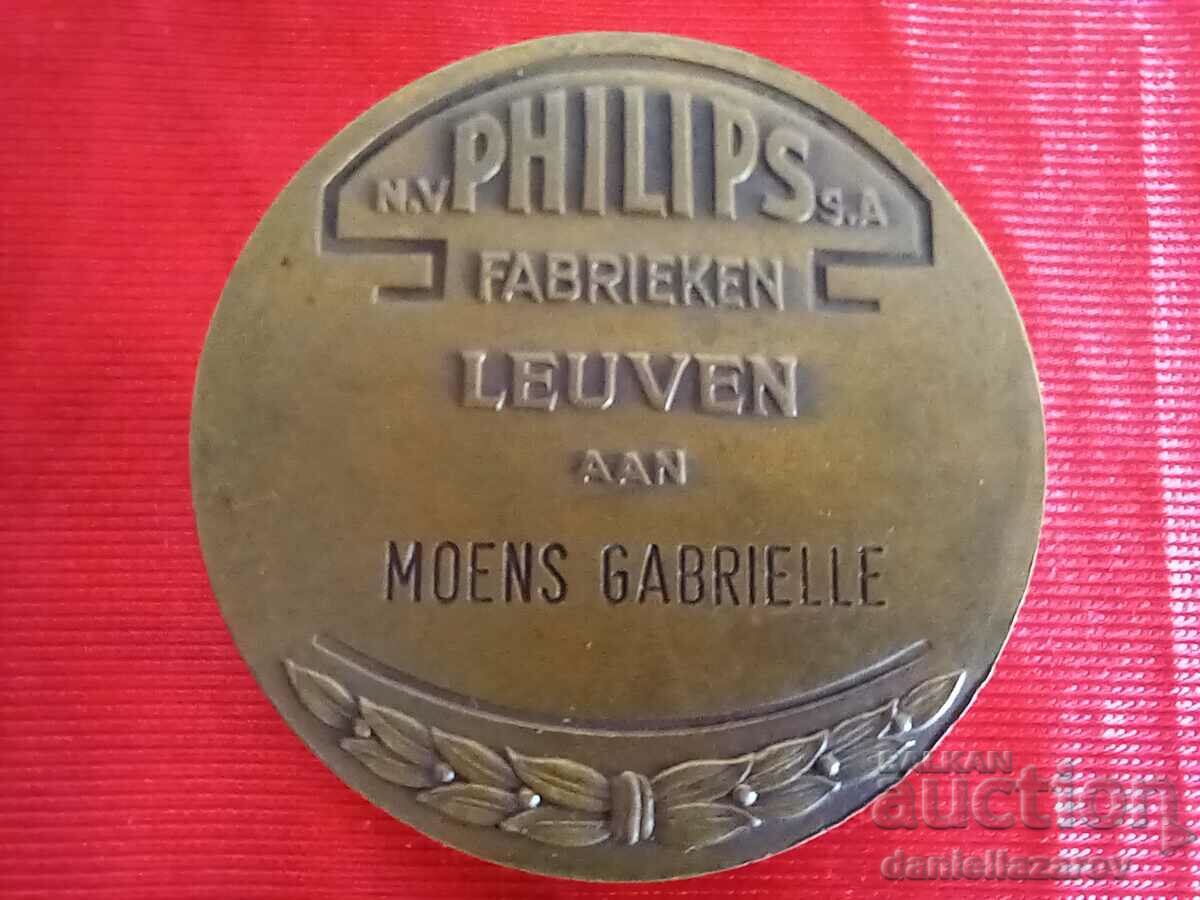 N.V PHILIPS S.A
FABRIEKEN
LEUVEN
AAN
MOENS GABRIELLE
BALKAN
auction
daniellazarov